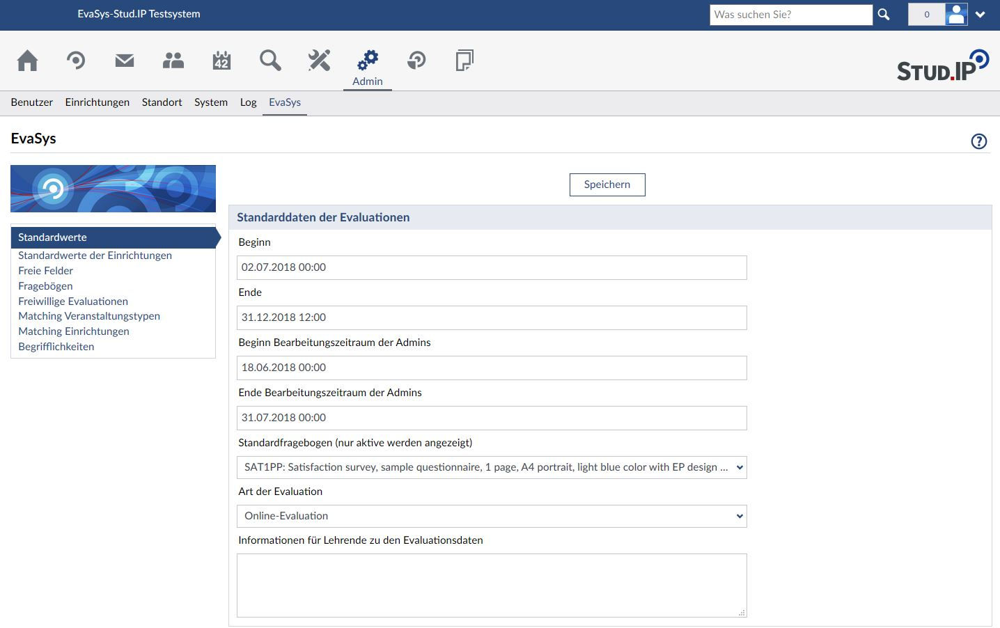 EvaSys-Stud.IP Testsystem
Was suchen Sie?
0
42
Admin
STUD.IP
Benutzer Einrichtungen Standort System Log EvaSys
EvaSys
?
Speichern
Standarddaten der Evaluationen
Standardwerte
Standardwerte der Einrichtungen
Freie Felder
Fragebögen
Freiwillige Evaluationen
Matching Veranstaltungstypen
Matching Einrichtungen
Begrifflichkeiten
Beginn
02.07.2018 00:00
Ende
31.12.2018 12:00
Beginn Bearbeitungszeitraum der Admins
18.06.2018 00:00
Ende Bearbeitungszeitraum der Admins
31.07.2018 00:00
Standardfragebogen (nur aktive werden angezeigt)
SAT1PP: Satisfaction survey, sample questionnaire, 1 page, A4 portrait, light blue color with EP design ...
Art der Evaluation
Online-Evaluation
Informationen für Lehrende zu den Evaluationsdaten